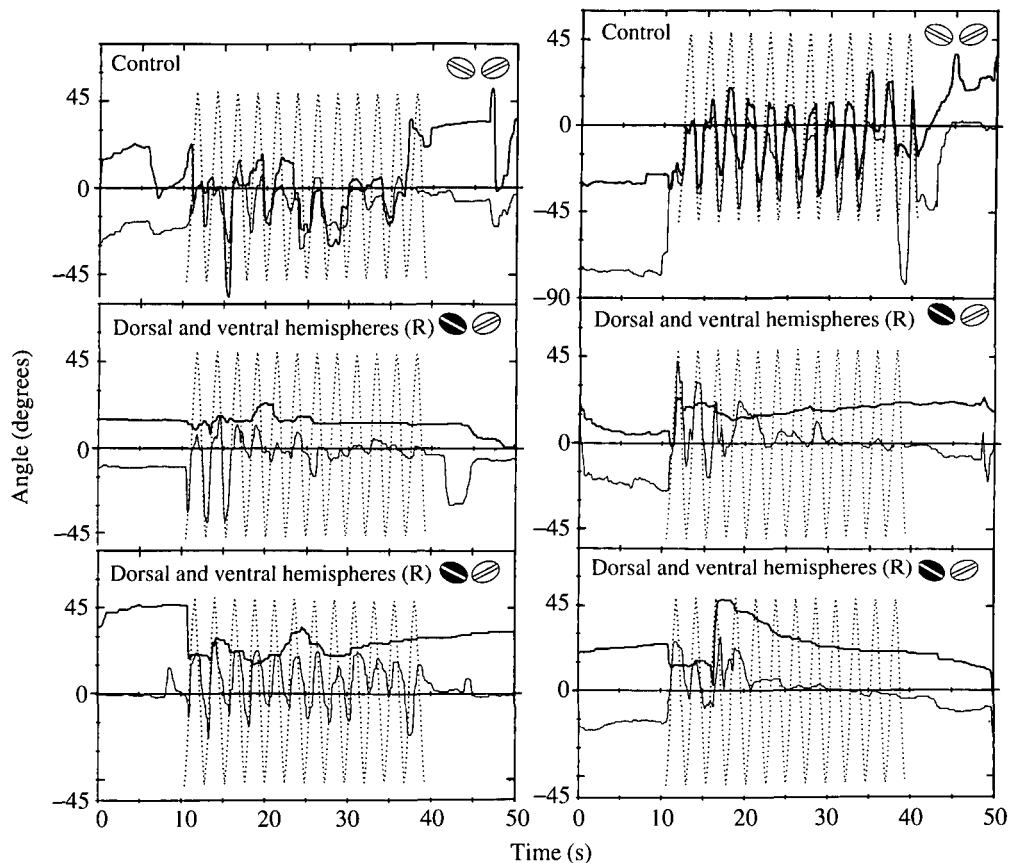 Control
45
0
−45
Dorsal and ventral hemispheres (R)
45
0
−45
Dorsal and ventral hemispheres (R)
45
0
−45
0 10 20 30 40 50
Control
45
0
−45
−90
Dorsal and ventral hemispheres (R)
45
0
−45
Dorsal and ventral hemispheres (R)
45
0
−45
0 10 20 30 40 50
Angle (degrees)
Time (s)